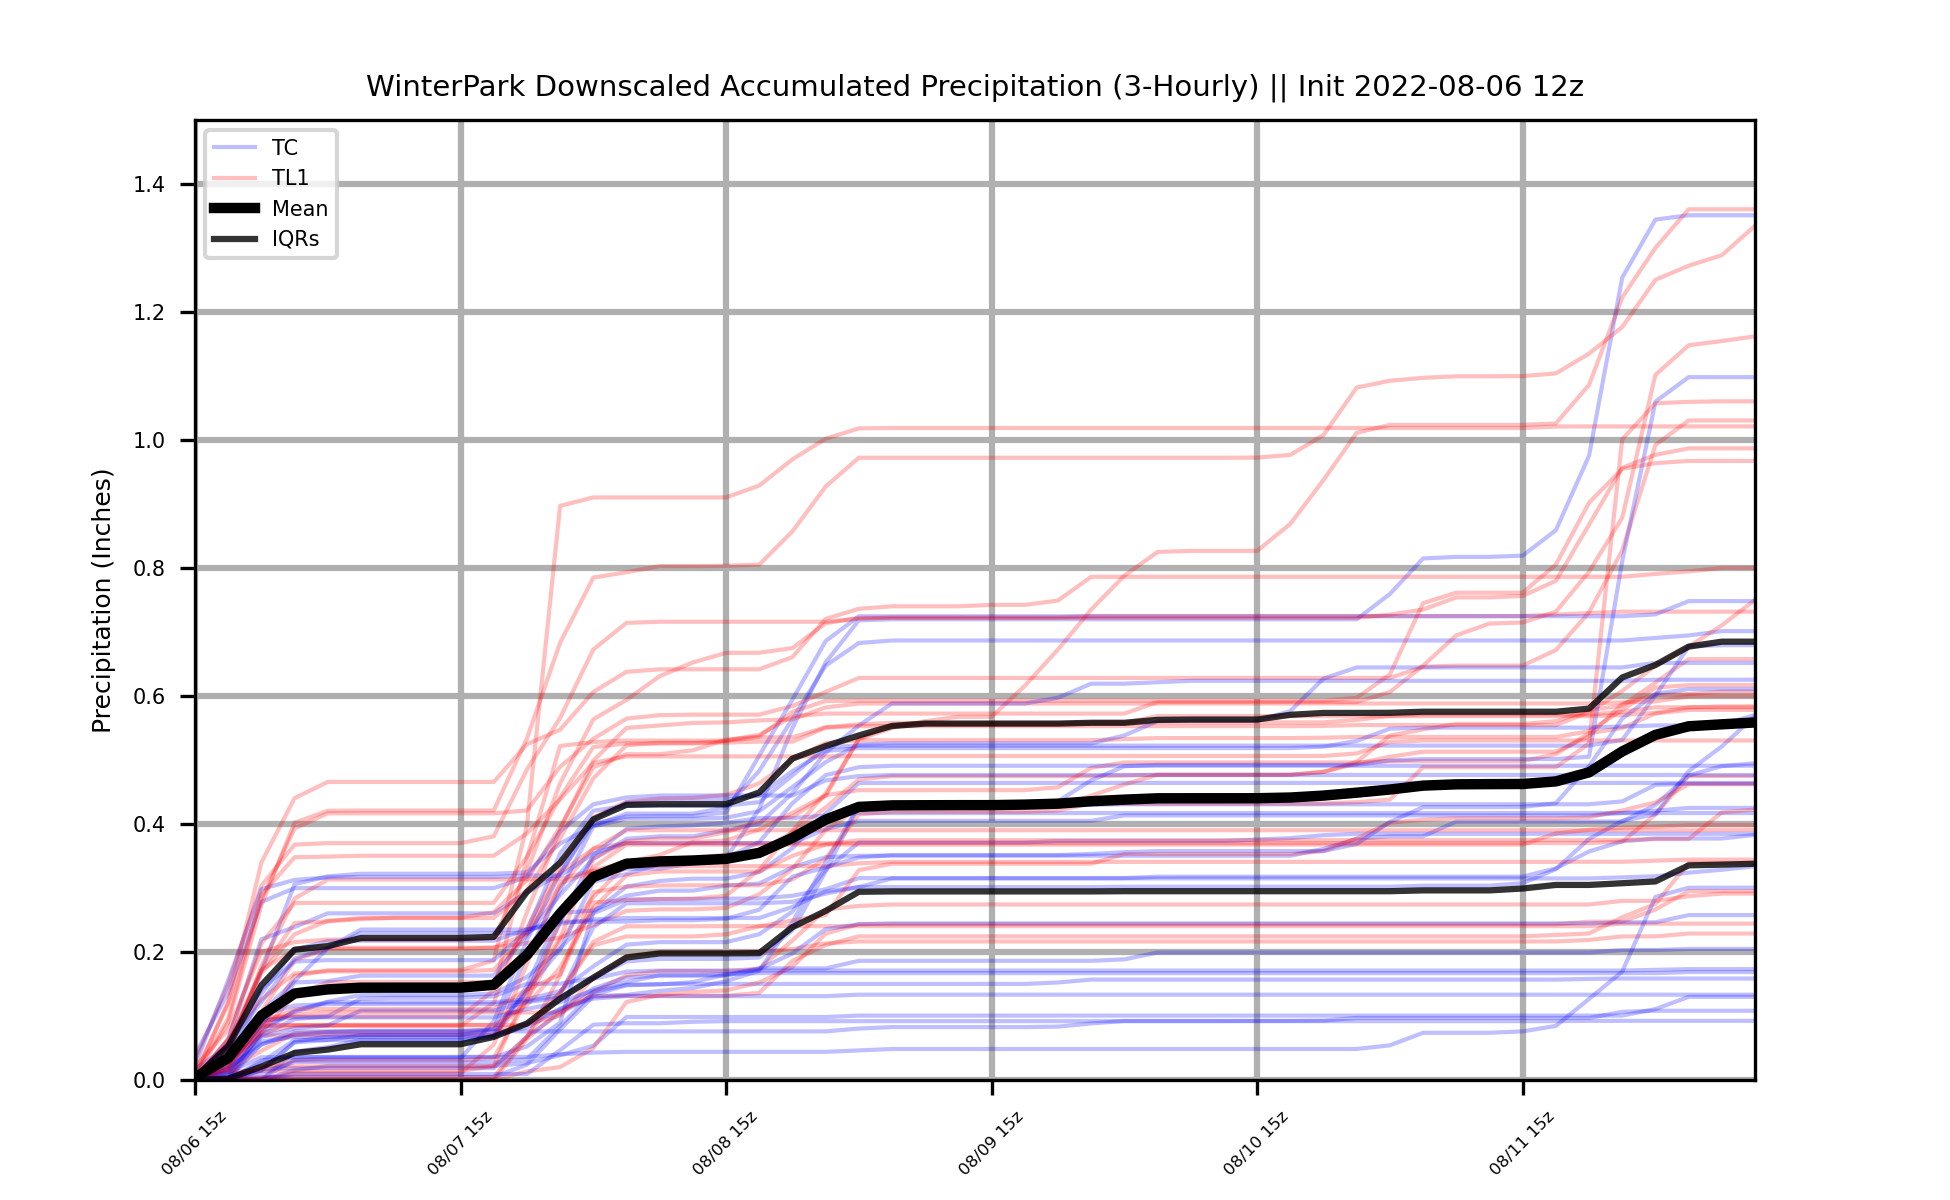 WinterPark Downscaled Accumulated Precipitation (3-Hourly) || Init 2022-08-06 12z
TC
TL1
Mean
IQRs
Precipitation (Inches)
1.4
1.2
1.0
0.8
0.6
0.4
0.2
0.0
08/06 15z
08/07 15z
08/08 15z
08/09 15z
08/10 15z
08/11 15z